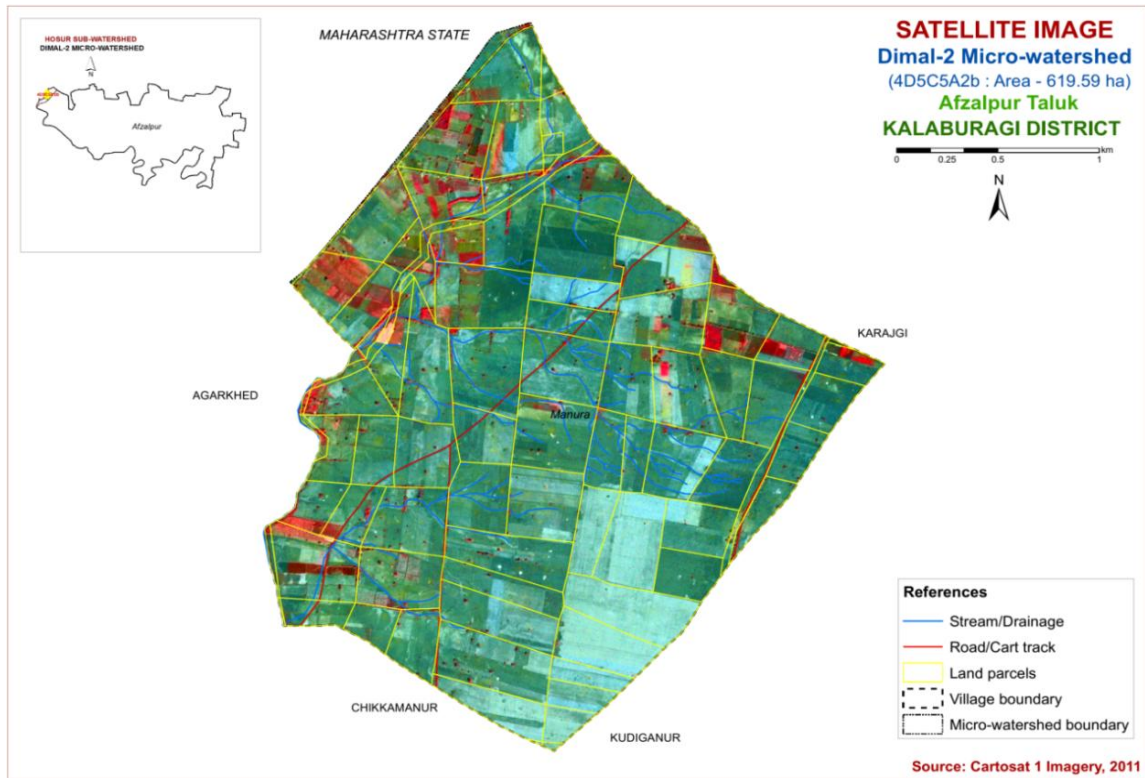 HOSUR SUB-WATERSHED
DIMAL-2 MICRO-WATERSHED
N
Afzalpur
MAHARASHTRA STATE
SATELLITE IMAGE
Dimal-2 Micro-watershed
(4D5C5A2b : Area - 619.59 ha)
Afzalpur Taluk
KALABURAGI DISTRICT
km
0 0.25 0.5 1
N
KARAJGI
AGARKHED
Manura
CHIKKAMANUR
KUDIGANUR
References
Stream/Drainage
Road/Cart track
Land parcels
Village boundary
Micro-watershed boundary
Source: Cartosat 1 Imagery, 2011